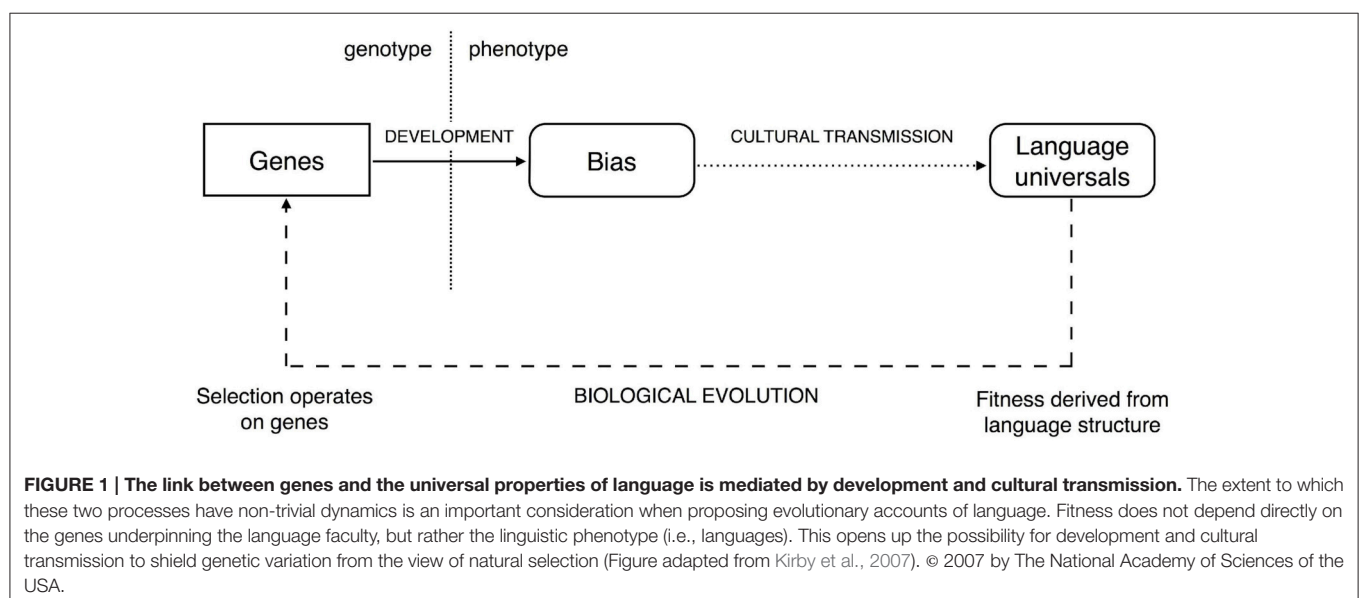 genotype phenotype
DEVELOPMENT
CULTURAL TRANSMISSION
Genes
Bias
Language
universals
Selection operates
on genes
BIOLOGICAL EVOLUTION
Fitness derived from
language structure
FIGURE 1 | The link between genes and the universal properties of language is mediated by development and cultural transmission. The extent to which
these two processes have non-trivial dynamics is an important consideration when proposing evolutionary accounts of language. Fitness does not depend directly on
the genes underpinning the language faculty, but rather the linguistic phenotype (i.e., languages). This opens up the possibility for development and cultural
transmission to shield genetic variation from the view of natural selection (Figure adapted from Kirby et al., 2007). © 2007 by The National Academy of Sciences of the
USA.